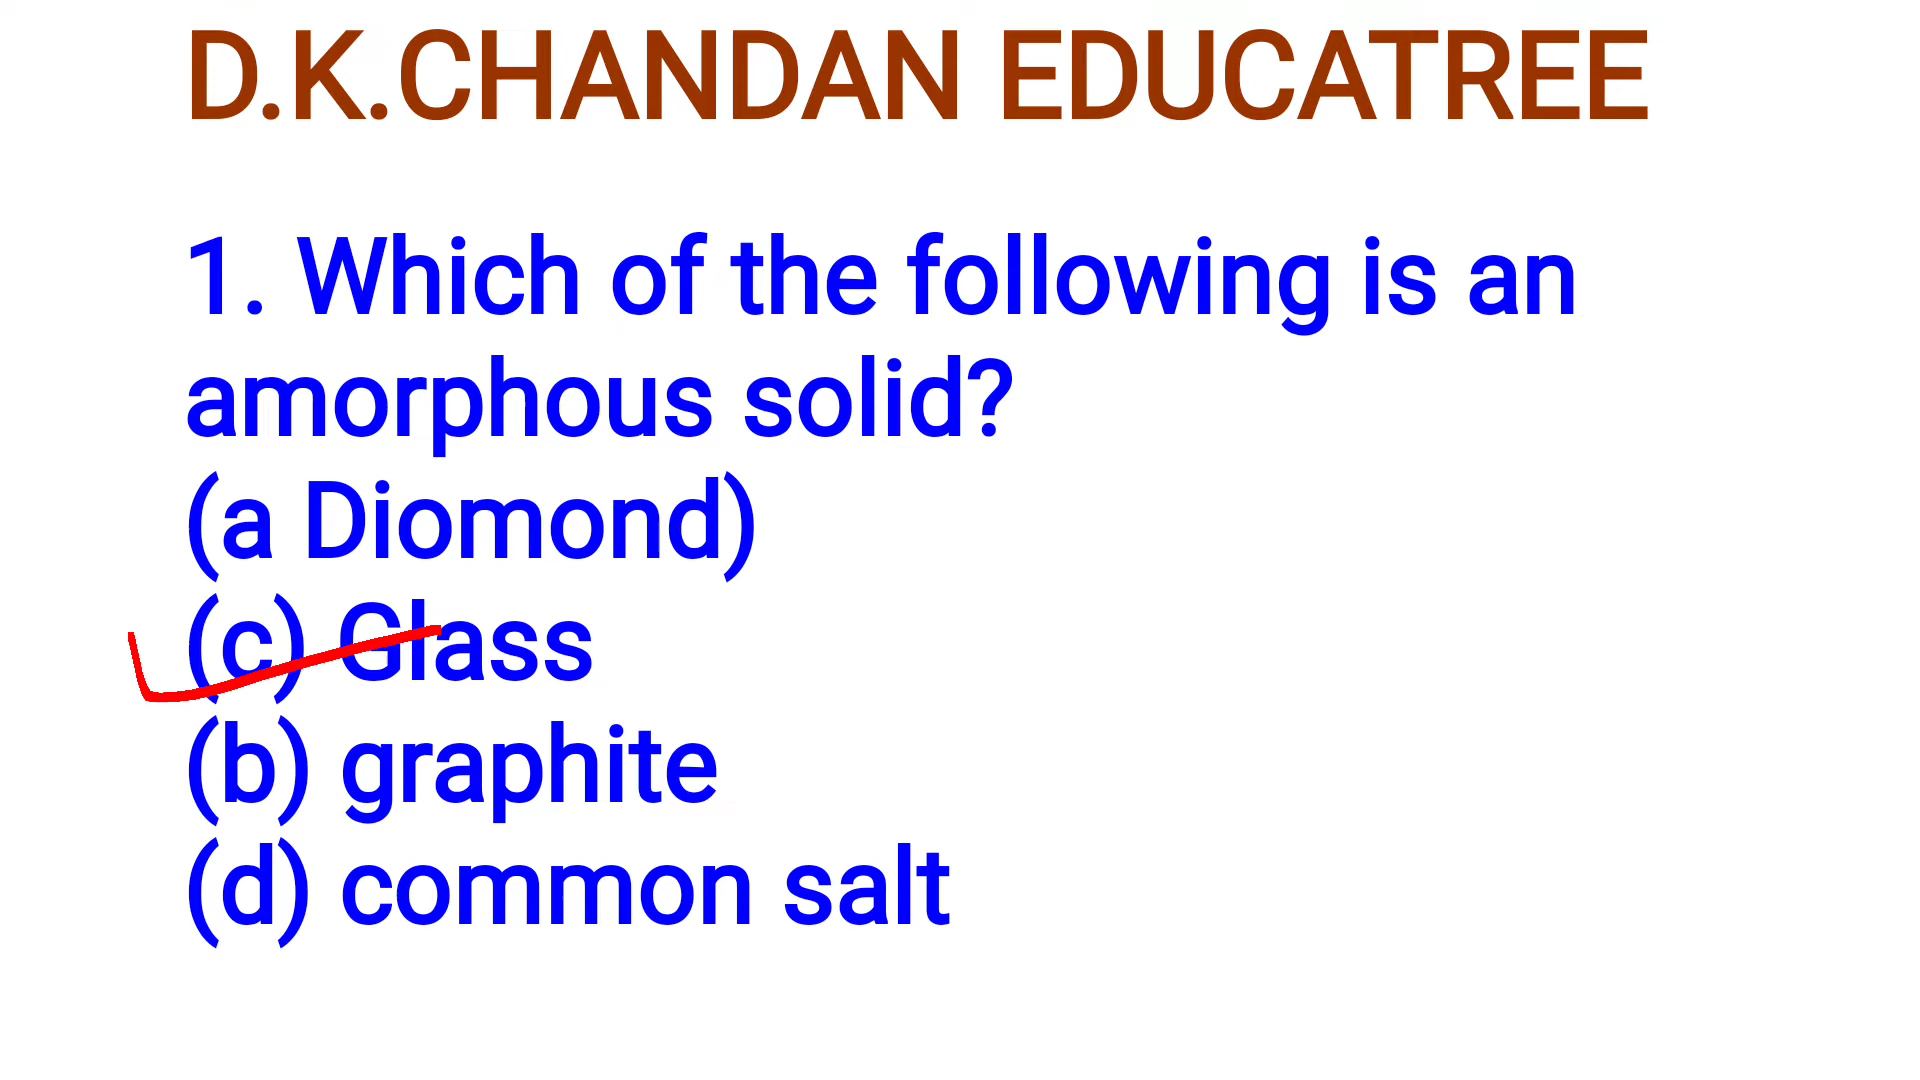 D.K.CHANDAN EDUCATREE
1. Which of the following is an
amorphous solid?
(a Diomond)
(c) Glass
(b) graphite
(d) common salt